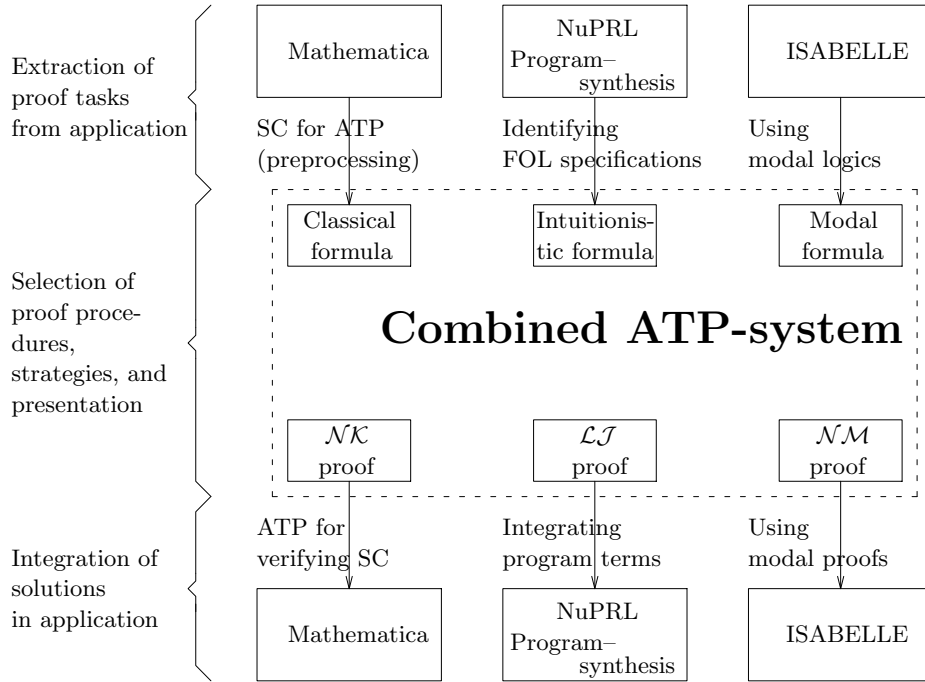 Extraction of
proof tasks
from application
Mathematica
NuPRL
Program–
synthesis
ISABELLE
SC for ATP
(preprocessing)
Identifying
FOL specifications
Using
modal logics
Selection of
proof proce-
dures,
strategies, and
presentation
Classical
formula
Intuitionis-
tic formula
Modal
formula
Combined ATP-system
𝒩𝒦
proof
ℒ𝒥
proof
𝒩ℳ
proof
Integration of
solutions
in application
ATP for
verifying SC
Integrating
program terms
Using
modal proofs
Mathematica
NuPRL
Program–
synthesis
ISABELLE